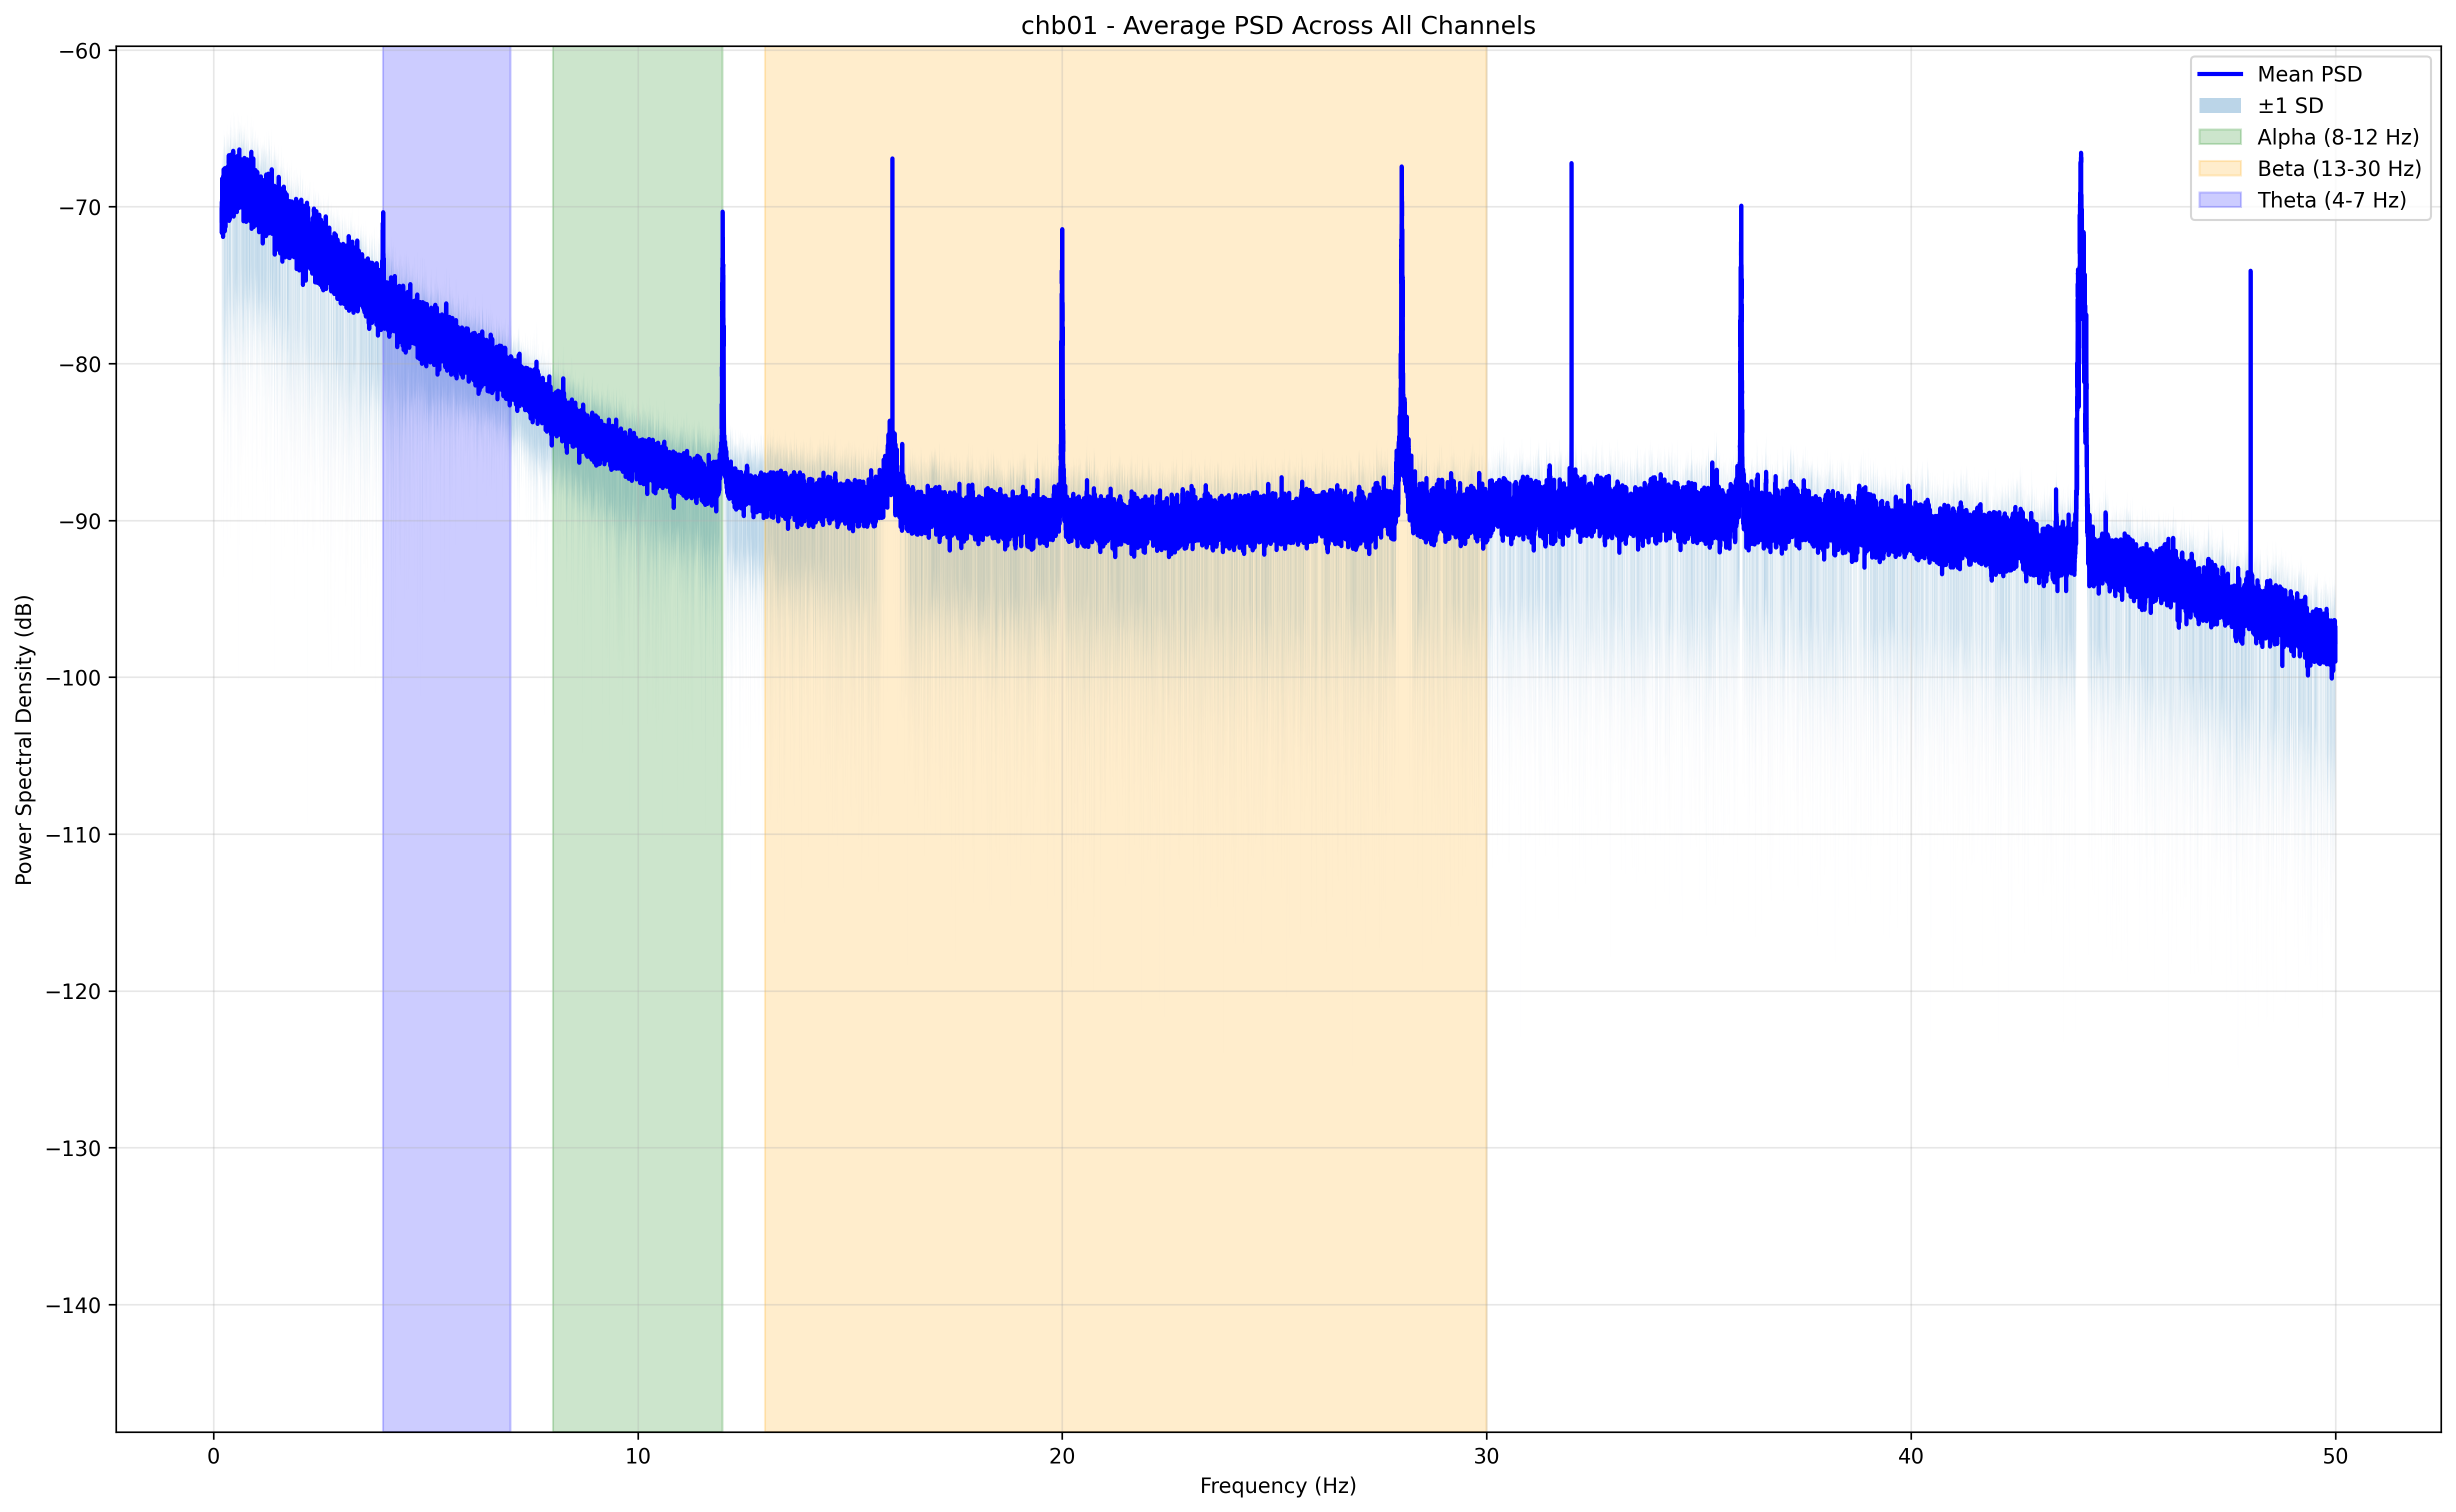 chb01 - Average PSD Across All Channels
Mean PSD
±1 SD
Alpha (8-12 Hz)
Beta (13-30 Hz)
Theta (4-7 Hz)
Power Spectral Density (dB)
−60
−70
−80
−90
−100
−110
−120
−130
−140
0 10 20 30 40 50
Frequency (Hz)